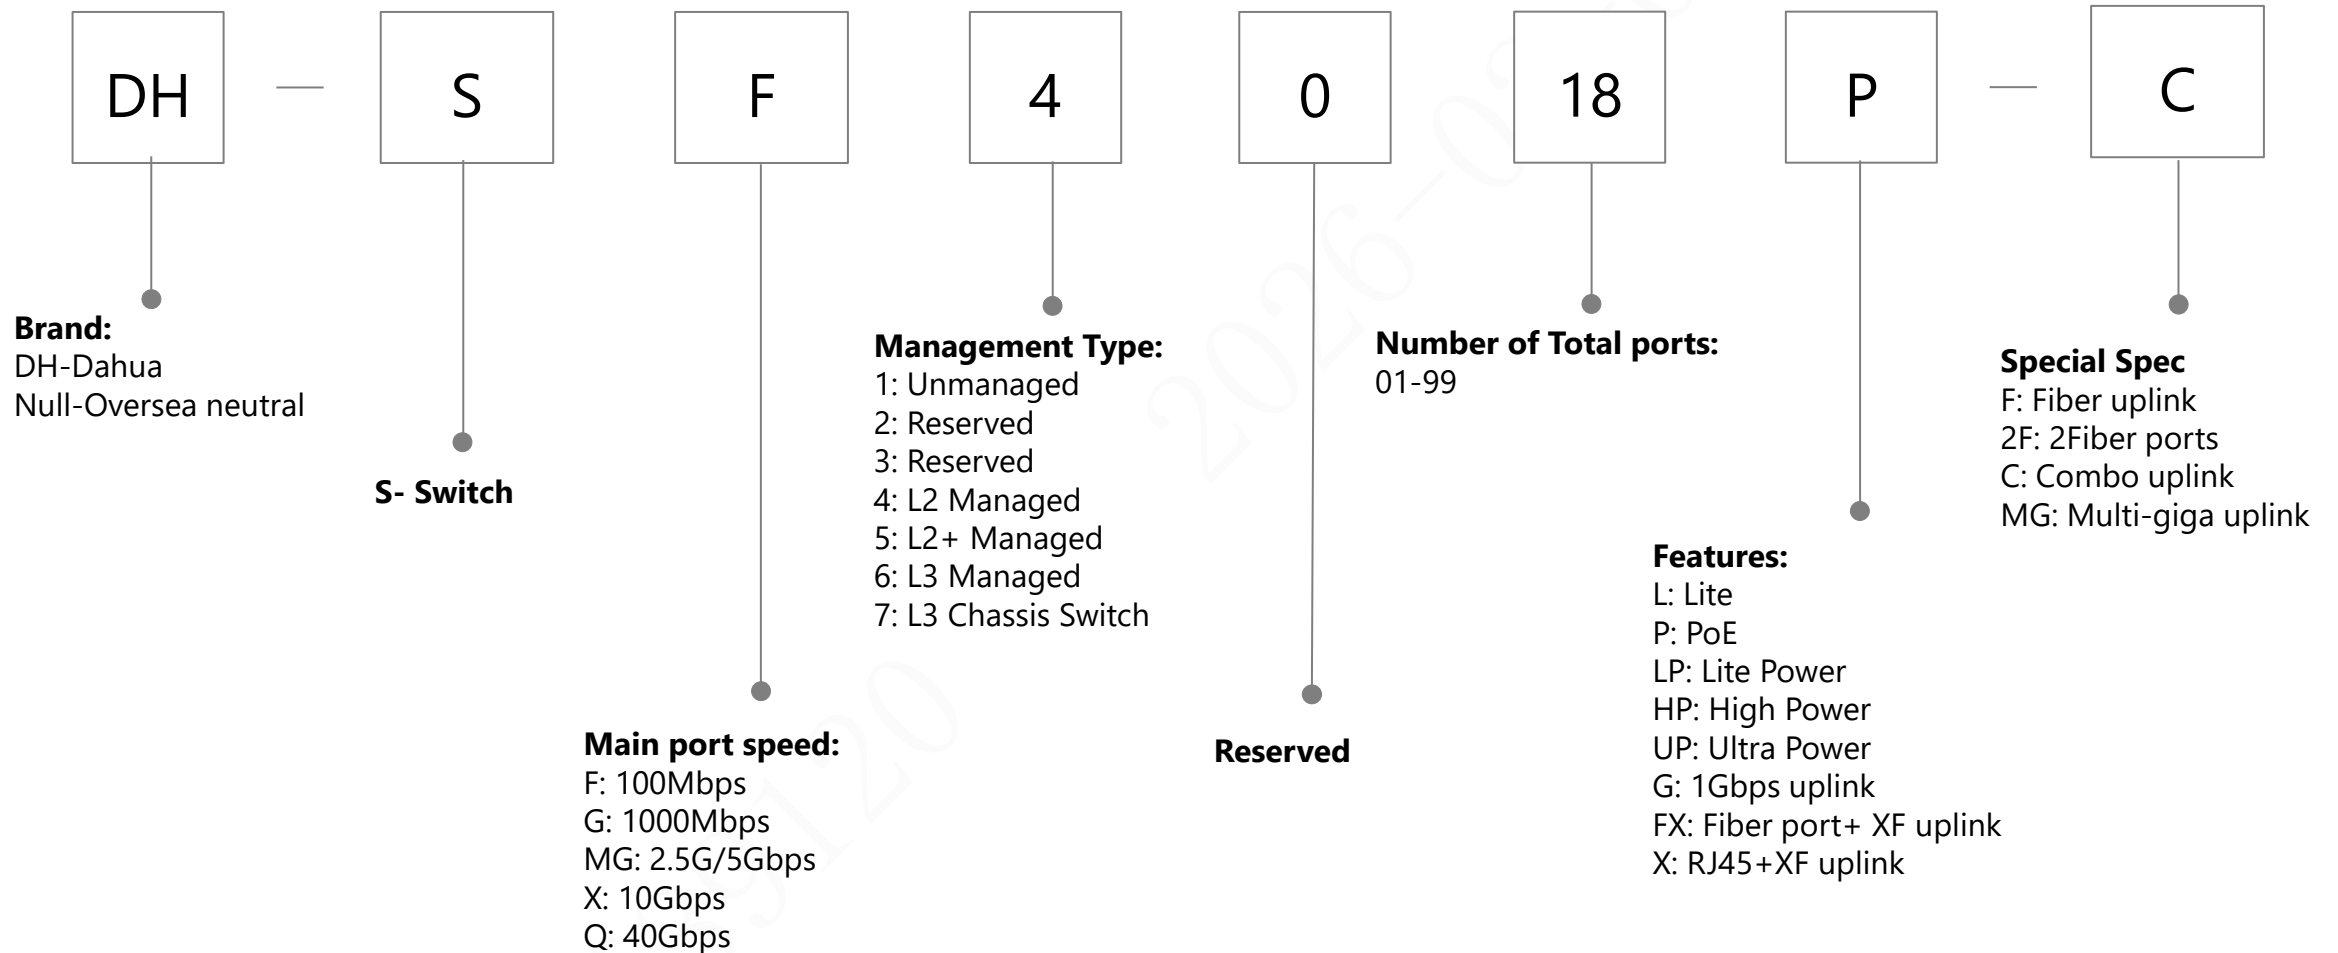 DH — S F 4 0 18 P — C
Brand:
DH-Dahua
Null-Oversea neutral
S- Switch
Main port speed:
F: 100Mbps
G: 1000Mbps
MG: 2.5G/5Gbps
X: 10Gbps
Q: 40Gbps
Management Type:
1: Unmanaged
2: Reserved
3: Reserved
4: L2 Managed
5: L2+ Managed
6: L3 Managed
7: L3 Chassis Switch
Reserved
Number of Total ports:
01-99
Features:
L: Lite
P: PoE
LP: Lite Power
HP: High Power
UP: Ultra Power
G: 1Gbps uplink
FX: Fiber port+ XF uplink
X: RJ45+XF uplink
Special Spec
F: Fiber uplink
2F: 2Fiber ports
C: Combo uplink
MG: Multi-giga uplink